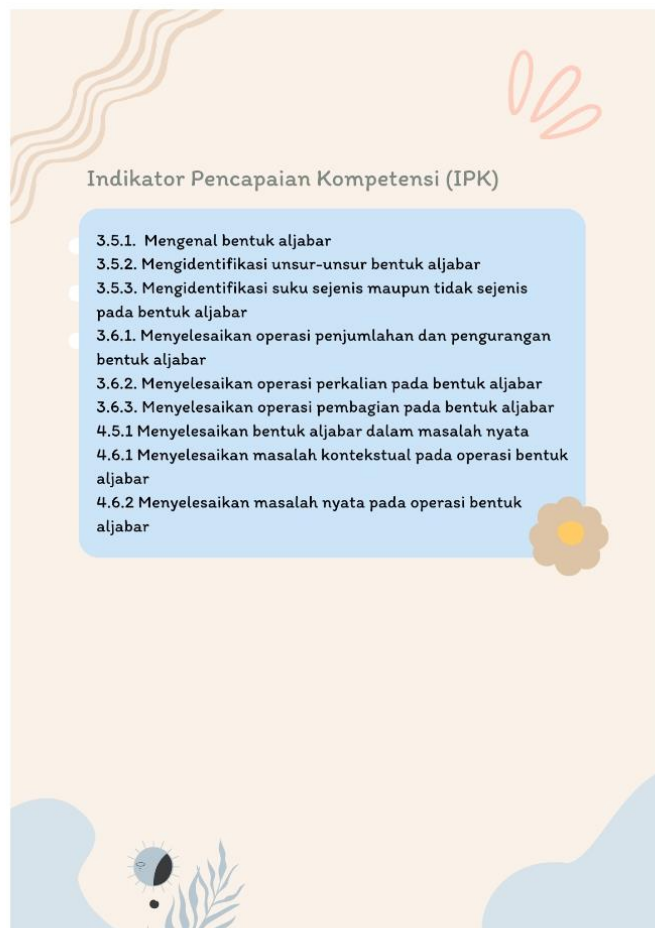 Indikator Pencapaian Kompetensi (IPK)
3.5.1. Mengenal bentuk aljabar
3.5.2. Mengidentifikasi unsur-unsur bentuk aljabar
3.5.3. Mengidentifikasi suku sejenis maupun tidak sejenis
pada bentuk aljabar
3.6.1. Menyelesaikan operasi penjumlahan dan pengurangan
bentuk aljabar
3.6.2. Menyelesaikan operasi perkalian pada bentuk aljabar
3.6.3. Menyelesaikan operasi pembagian pada bentuk aljabar
4.5.1 Menyelesaikan bentuk aljabar dalam masalah nyata
4.6.1 Menyelesaikan masalah kontekstual pada operasi bentuk
aljabar
4.6.2 Menyelesaikan masalah nyata pada operasi bentuk
aljabar